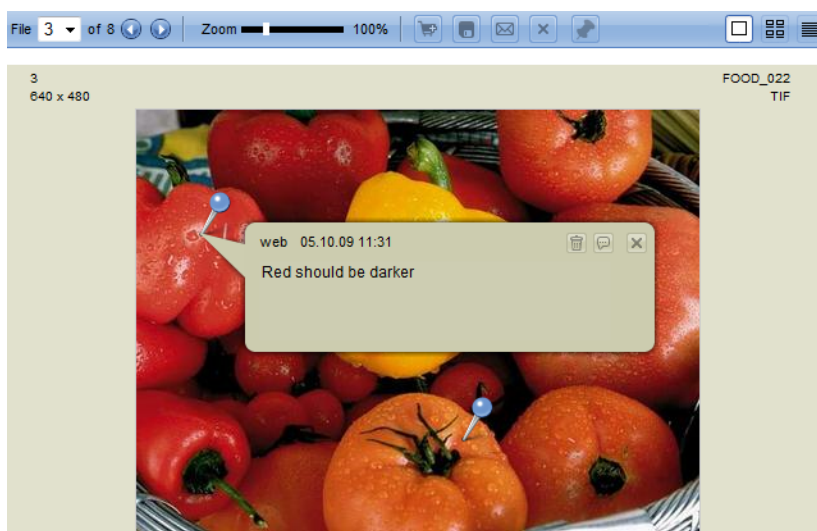 File 3 of 8 Zoom 100%
3
640 x 480
FOOD_022
TIF
web 05.10.09 11:31
Red should be darker